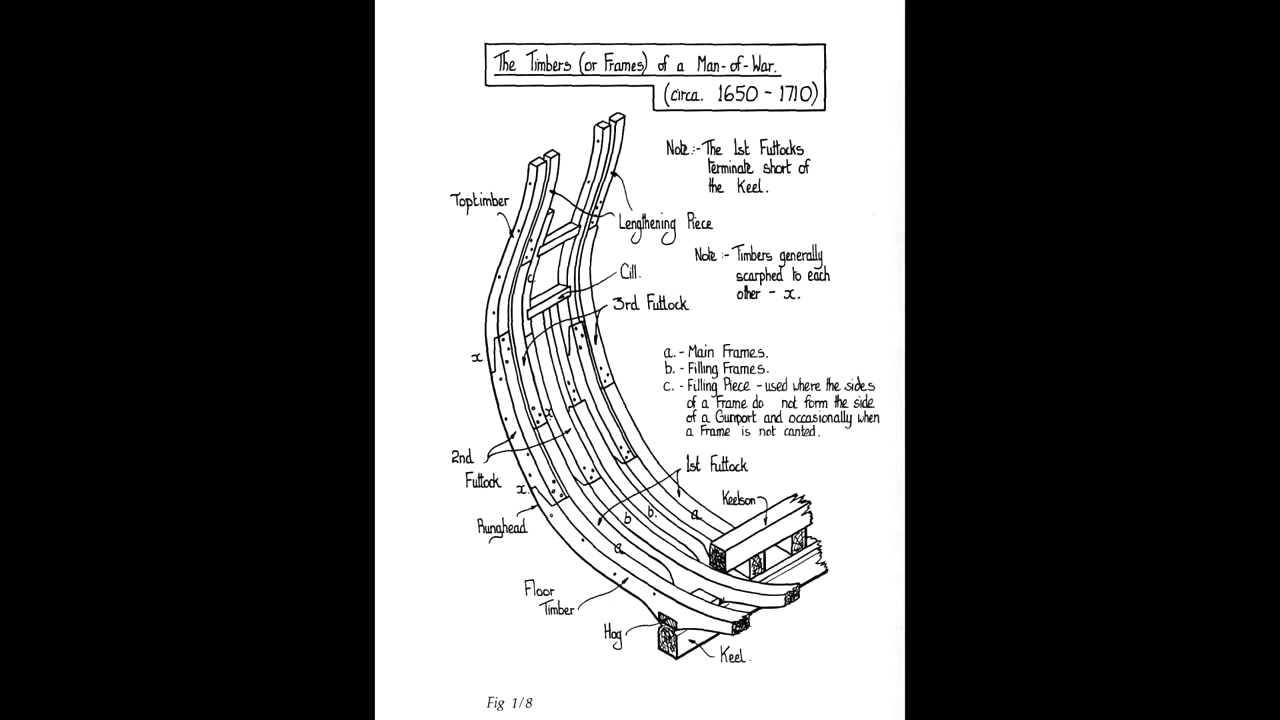 The Timbers (or Frames) of a Man-of-War.
(circa. 1650 - 1710)
Note:- The 1st Futtocks
terminate short of
the Keel.
Toptimber
Lengthening Piece
Note:- Timbers generally
scarphed to each
other - x.
c
Cill.
3rd Futtock
x
a. - Main Frames.
b. - Filling Frames.
c. - Filling Piece - used where the sides
of a Frame do not form the side
of a Gunport and occasionally when
a Frame is not canted.
x
2nd
Futtock
1st Futtock
x.
Keelson
Runghead
b
b.
a
a
Floor
Timber
Hog
Keel.
Fig 1/8